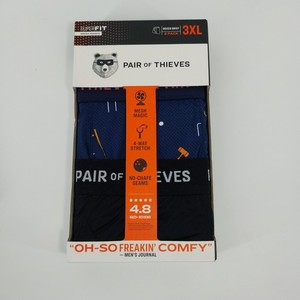 3XL
PAIR OF THIEVES
MESH
MAGIC
4-WAY
STRETCH
NO-CHAFE
SEAMS
PAIR OF THIEVES
4.8
"OH-SO FREAKIN' COMFY"
— MEN'S JOURNAL